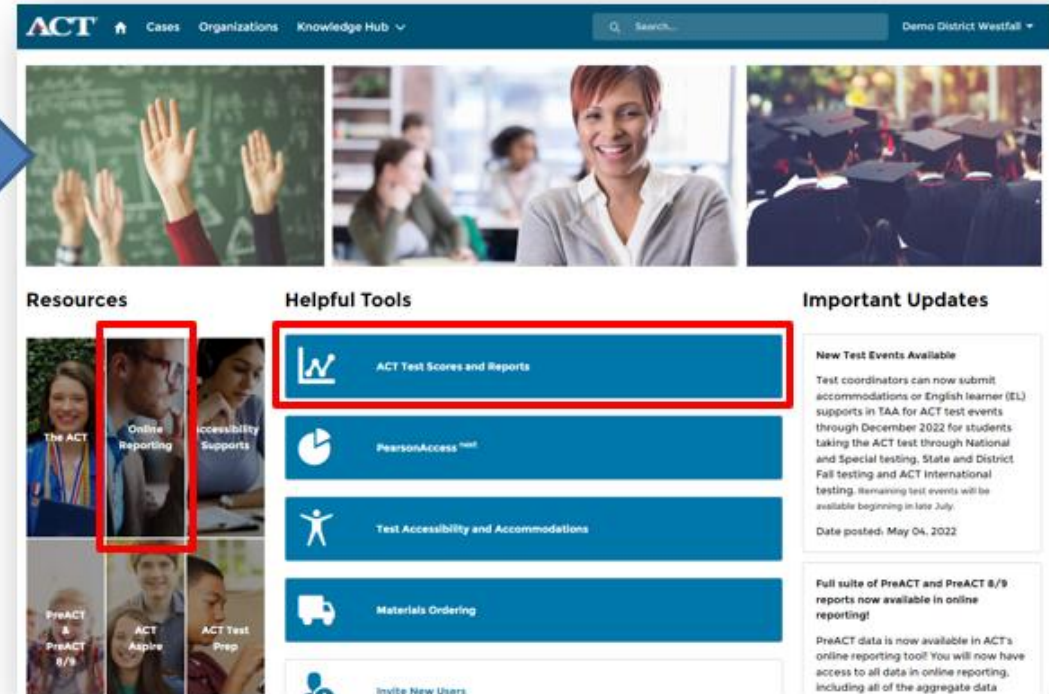 ACT Cases Organizations Knowledge Hub Search... Demo District Westfall
Resources
The ACT
Online
Reporting
Accessibility
Supports
PreACT
&
PreACT
8/9
ACT
Aspire
ACT Test
Prep
Helpful Tools
ACT Test Scores and Reports
PearsonAccess next
Test Accessibility and Accommodations
Materials Ordering
Invite New Users
Important Updates
New Test Events Available
Test coordinators can now submit
accommodations or English learner (EL)
supports in TAA for ACT test events
through December 2022 for students
taking the ACT test through National
and Special testing, State and District
Fall testing and ACT International
testing. Remaining test events will be
available beginning in late July.
Date posted: May 04, 2022
Full suite of PreACT and PreACT 8/9
reports now available in online
reporting!
PreACT data is now available in ACT's
online reporting tool! You will now have
access to all data in online reporting,
including all of the aggregate data